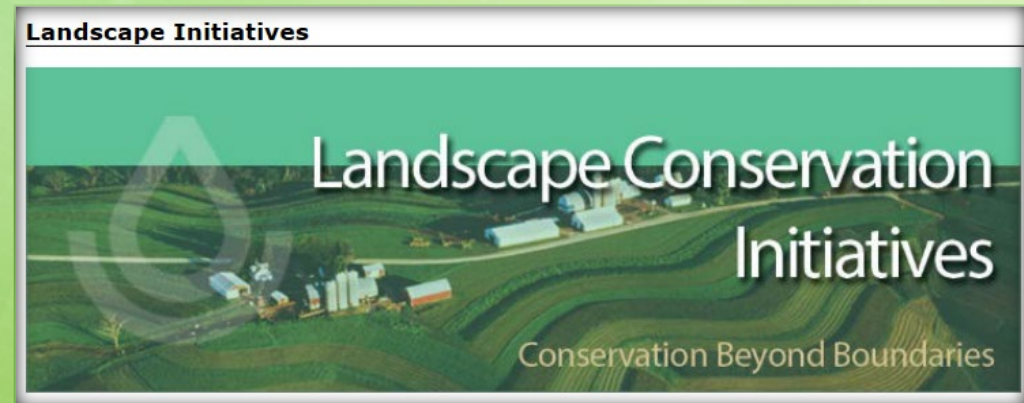 Landscape Initiatives
Landscape Conservation
Initiatives
Conservation Beyond Boundaries